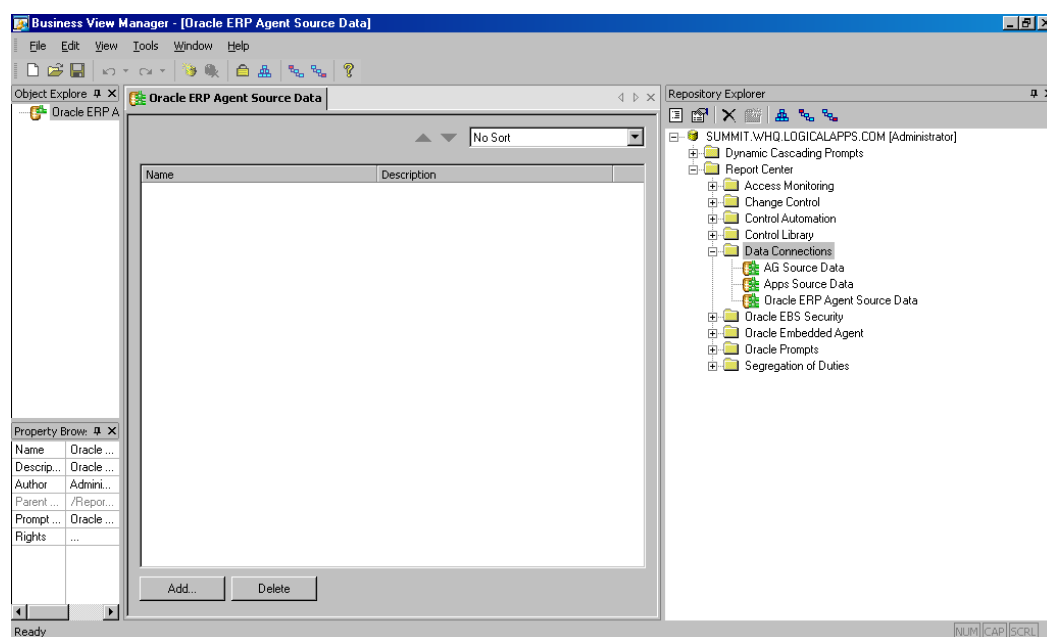 Business View Manager - [Oracle ERP Agent Source Data]
File Edit View Tools Window Help
Object Explore
Oracle ERP A
Oracle ERP Agent Source Data
No Sort
Name Description
Add... Delete
Property Brow:
Name Oracle ...
Descrip... Oracle ...
Author Admini...
Parent ... /Repor...
Prompt ... Oracle ...
Rights ...
Repository Explorer
SUMMIT.WHQ.LOGICALAPPS.COM [Administrator]
Dynamic Cascading Prompts
Report Center
Access Monitoring
Change Control
Control Automation
Control Library
Data Connections
AG Source Data
Apps Source Data
Oracle ERP Agent Source Data
Oracle EBS Security
Oracle Embedded Agent
Oracle Prompts
Segregation of Duties
Ready
NUM CAP SCRL